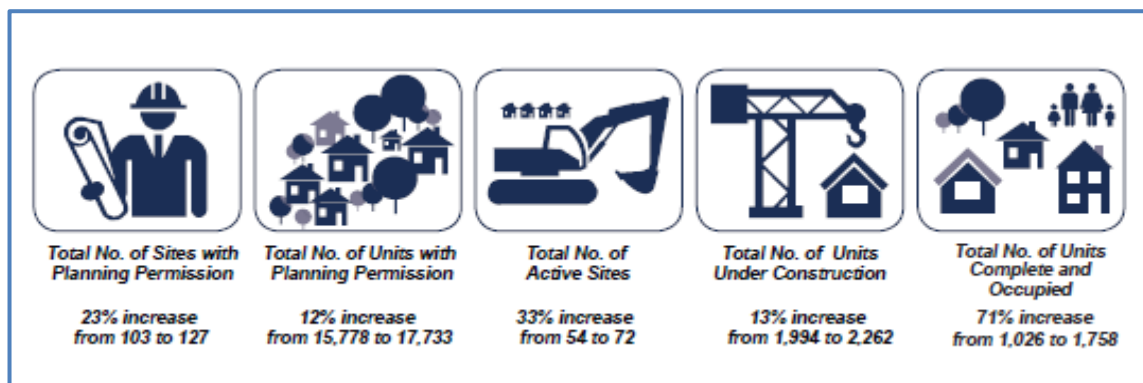 Total No. of Sites with
Planning Permission
23% increase
from 103 to 127
Total No. of Units with
Planning Permission
12% increase
from 15,778 to 17,733
Total No. of
Active Sites
33% increase
from 54 to 72
Total No. of Units
Under Construction
13% increase
from 1,994 to 2,262
Total No. of Units
Complete and
Occupied
71% increase
from 1,026 to 1,758